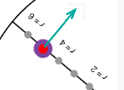 r = 6
r = 4
r = 2